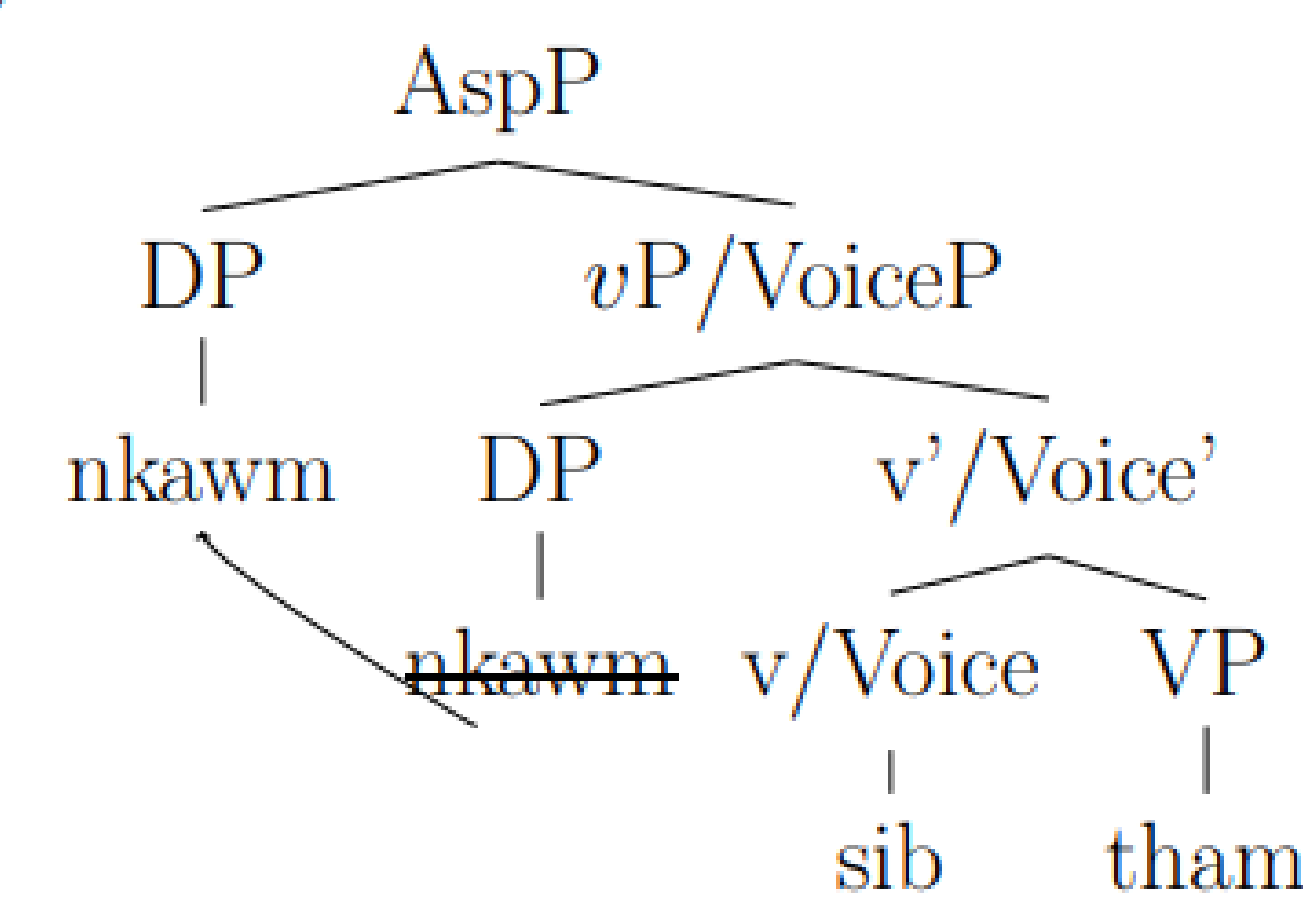 AspP
DP vP/VoiceP
nkawm DP v'/Voice'
nkawm v/Voice VP
sib tham